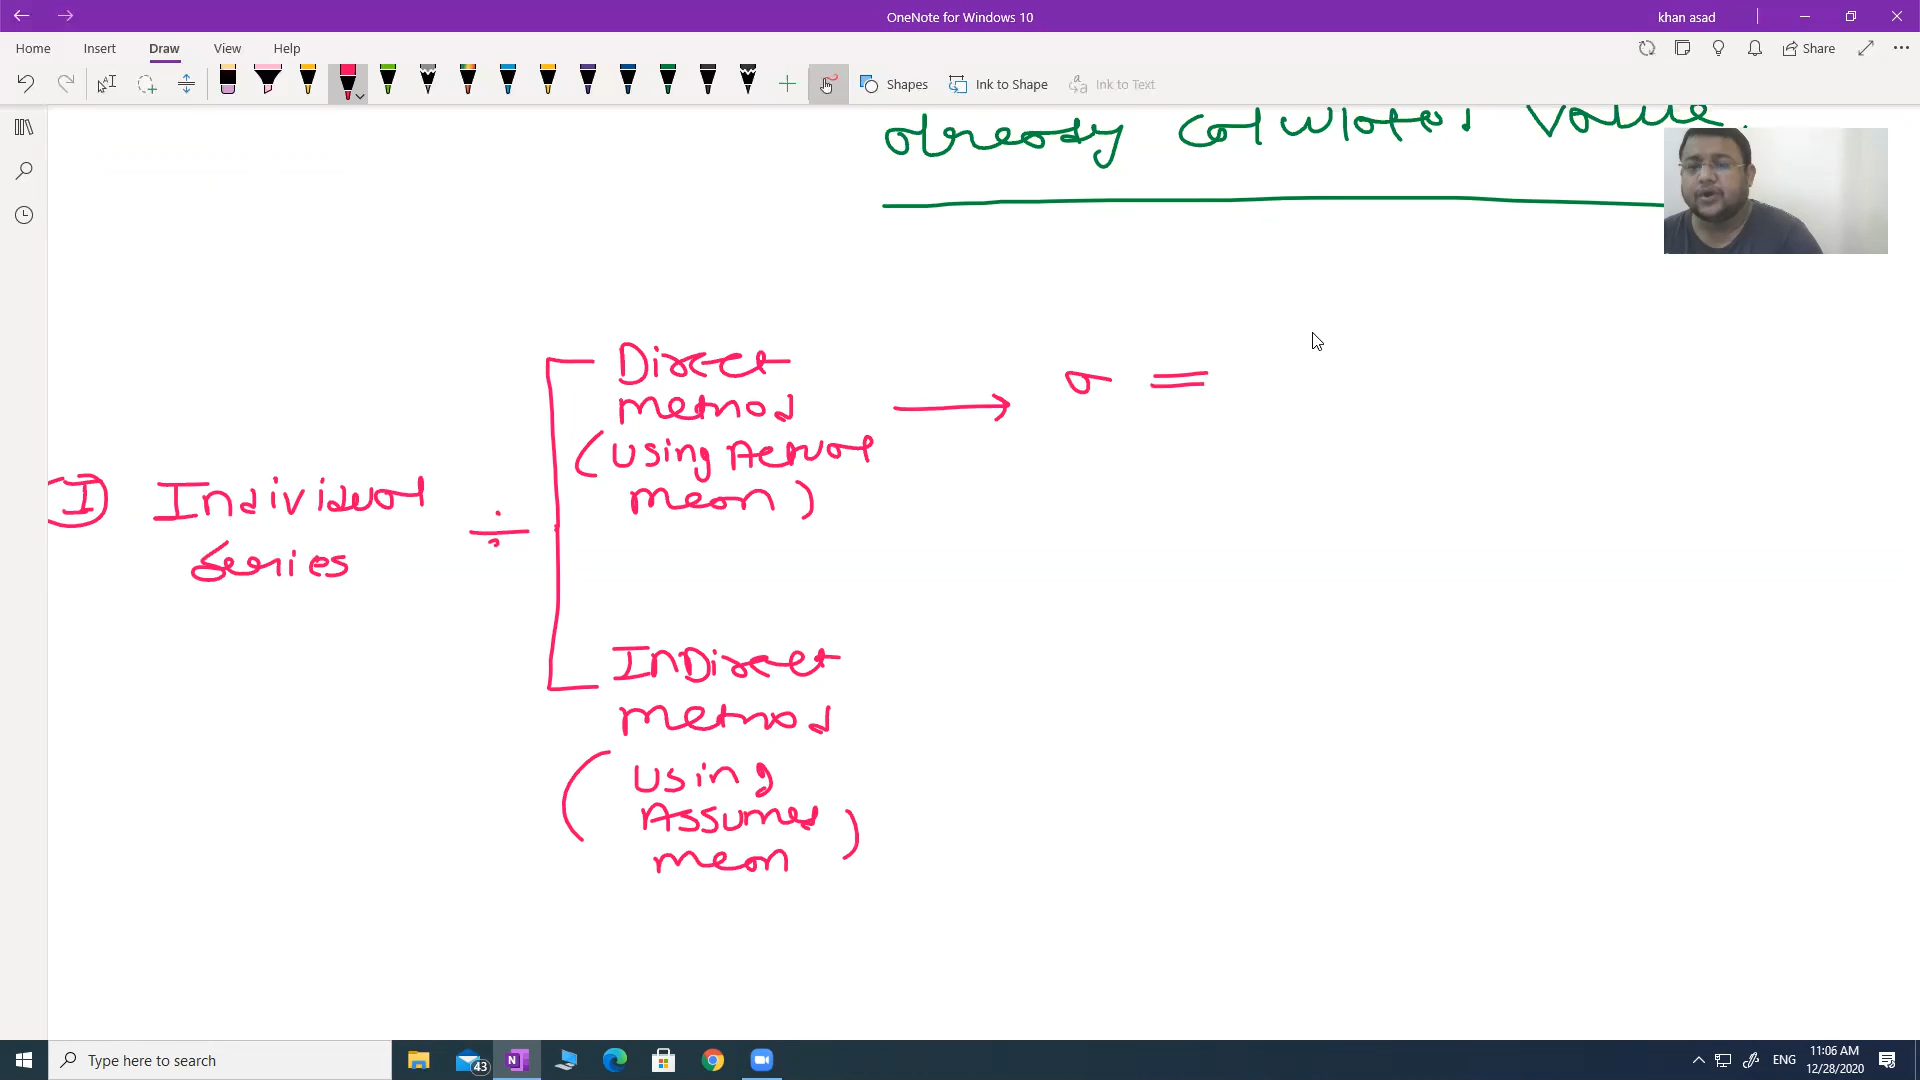 OneNote for Windows 10
khan asad
Home Insert Draw View Help
Share
Shapes Ink to Shape Ink to Text
already calculated value.
Direct
method
(Using Actual
mean)
σ =
I Individual
Series
InDirect
method
(Using
Assumed
mean)
Type here to search
43
ENG
11:06 AM
12/28/2020